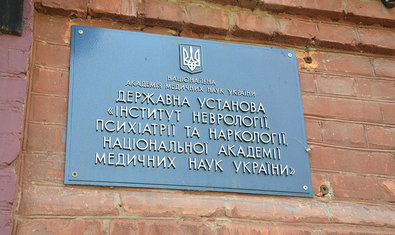 НАЦІОНАЛЬНА
АКАДЕМІЯ МЕДИЧНИХ НАУК УКРАЇНИ
ДЕРЖАВНА УСТАНОВА
«ІНСТИТУТ НЕВРОЛОГІЇ,
ПСИХІАТРІЇ ТА НАРКОЛОГІЇ
НАЦІОНАЛЬНОЇ АКАДЕМІЇ
МЕДИЧНИХ НАУК УКРАЇНИ»